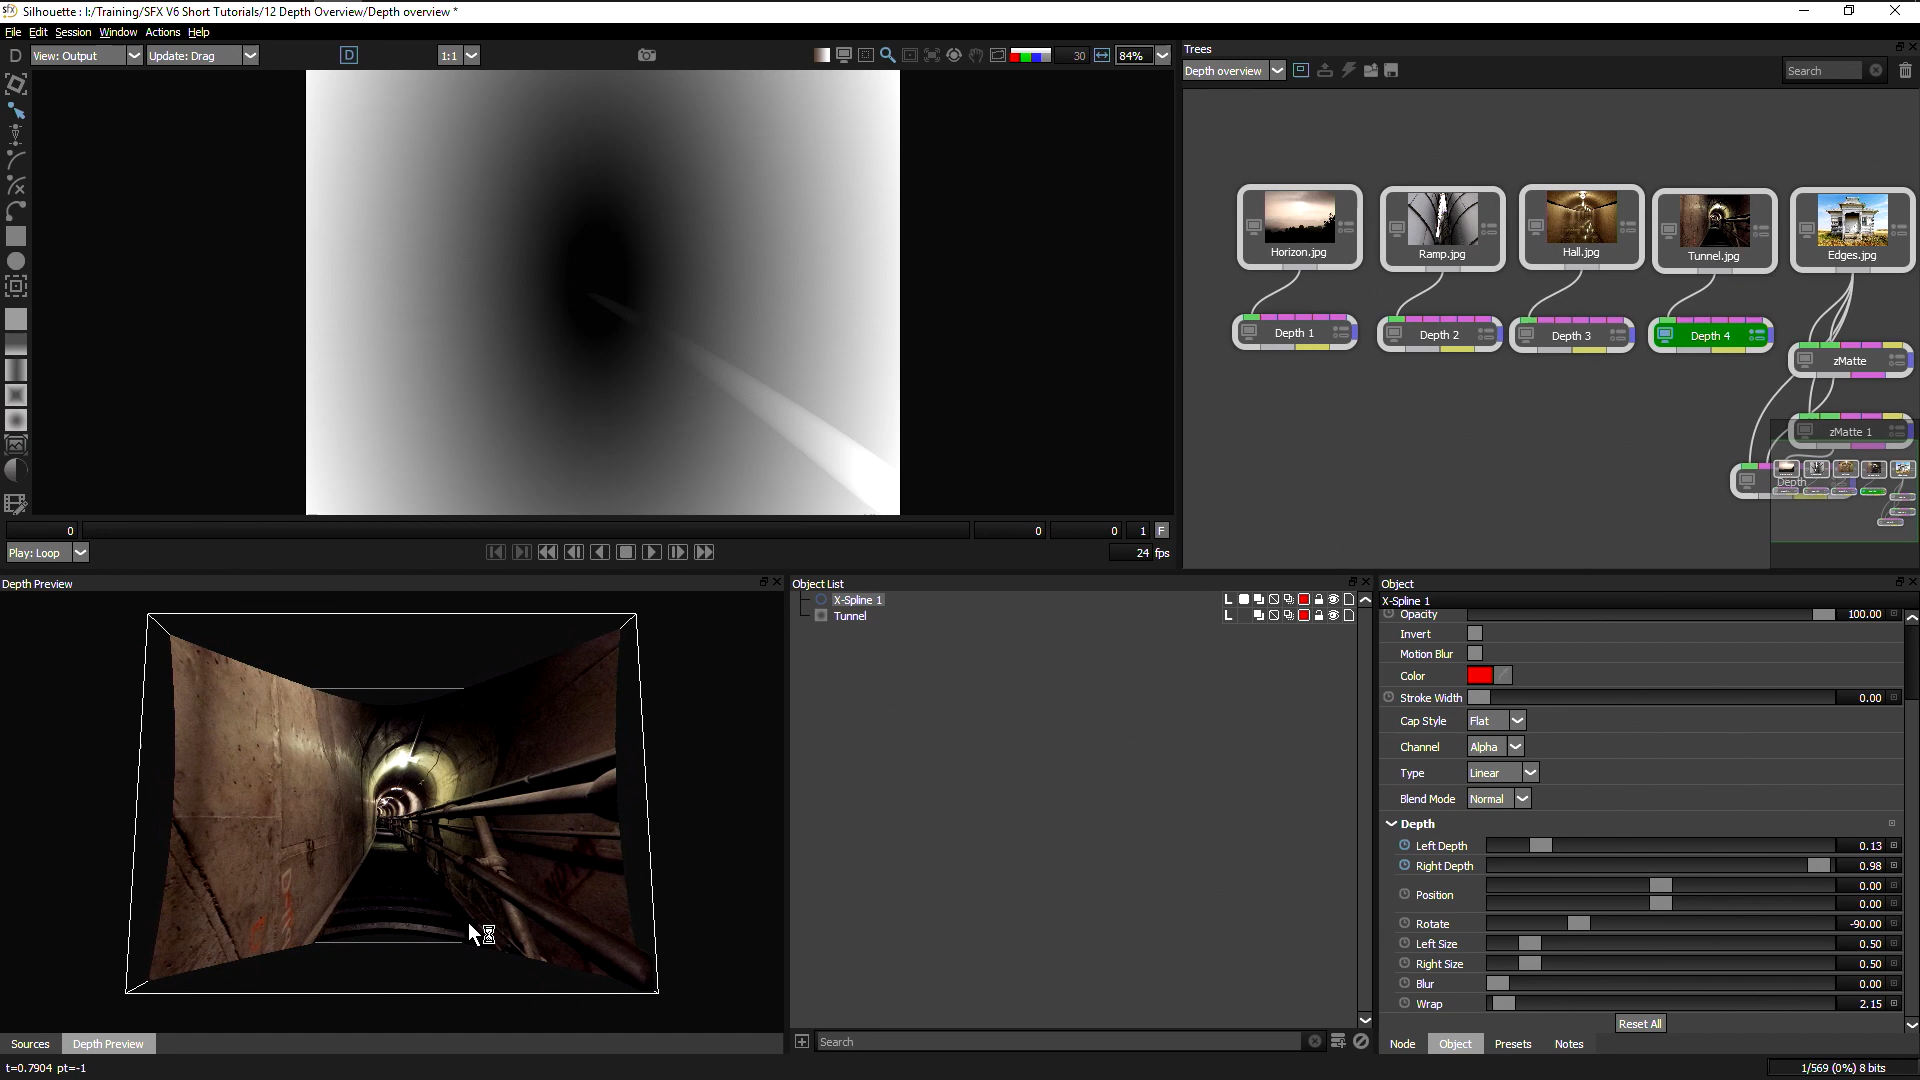 Silhouette : I:/Training/SFX V6 Short Tutorials/12 Depth Overview/Depth overview *
File Edit Session Window Actions Help
D View: Output Update: Drag D 1:1 30 84%
Trees
Depth overview Search
Horizon.jpg Ramp.jpg Hall.jpg Tunnel.jpg Edges.jpg
Depth 1 Depth 2 Depth 3 Depth 4
zMatte
zMatte 1
Depth
0 0 0 1 F
Play: Loop 24 fps
Depth Preview
Object List
X-Spline 1
Tunnel
Object
X-Spline 1
Opacity 100.00
Invert
Motion Blur
Color
Stroke Width 0.00
Cap Style Flat
Channel Alpha
Type Linear
Blend Mode Normal
Depth
Left Depth 0.13
Right Depth 0.98
Position 0.00
0.00
Rotate -90.00
Left Size 0.50
Right Size 0.50
Blur 0.00
Wrap 2.15
Reset All
Sources Depth Preview
Search
Node Object Presets Notes
t=0.7904 pt=-1
1/569 (0%) 8 bits